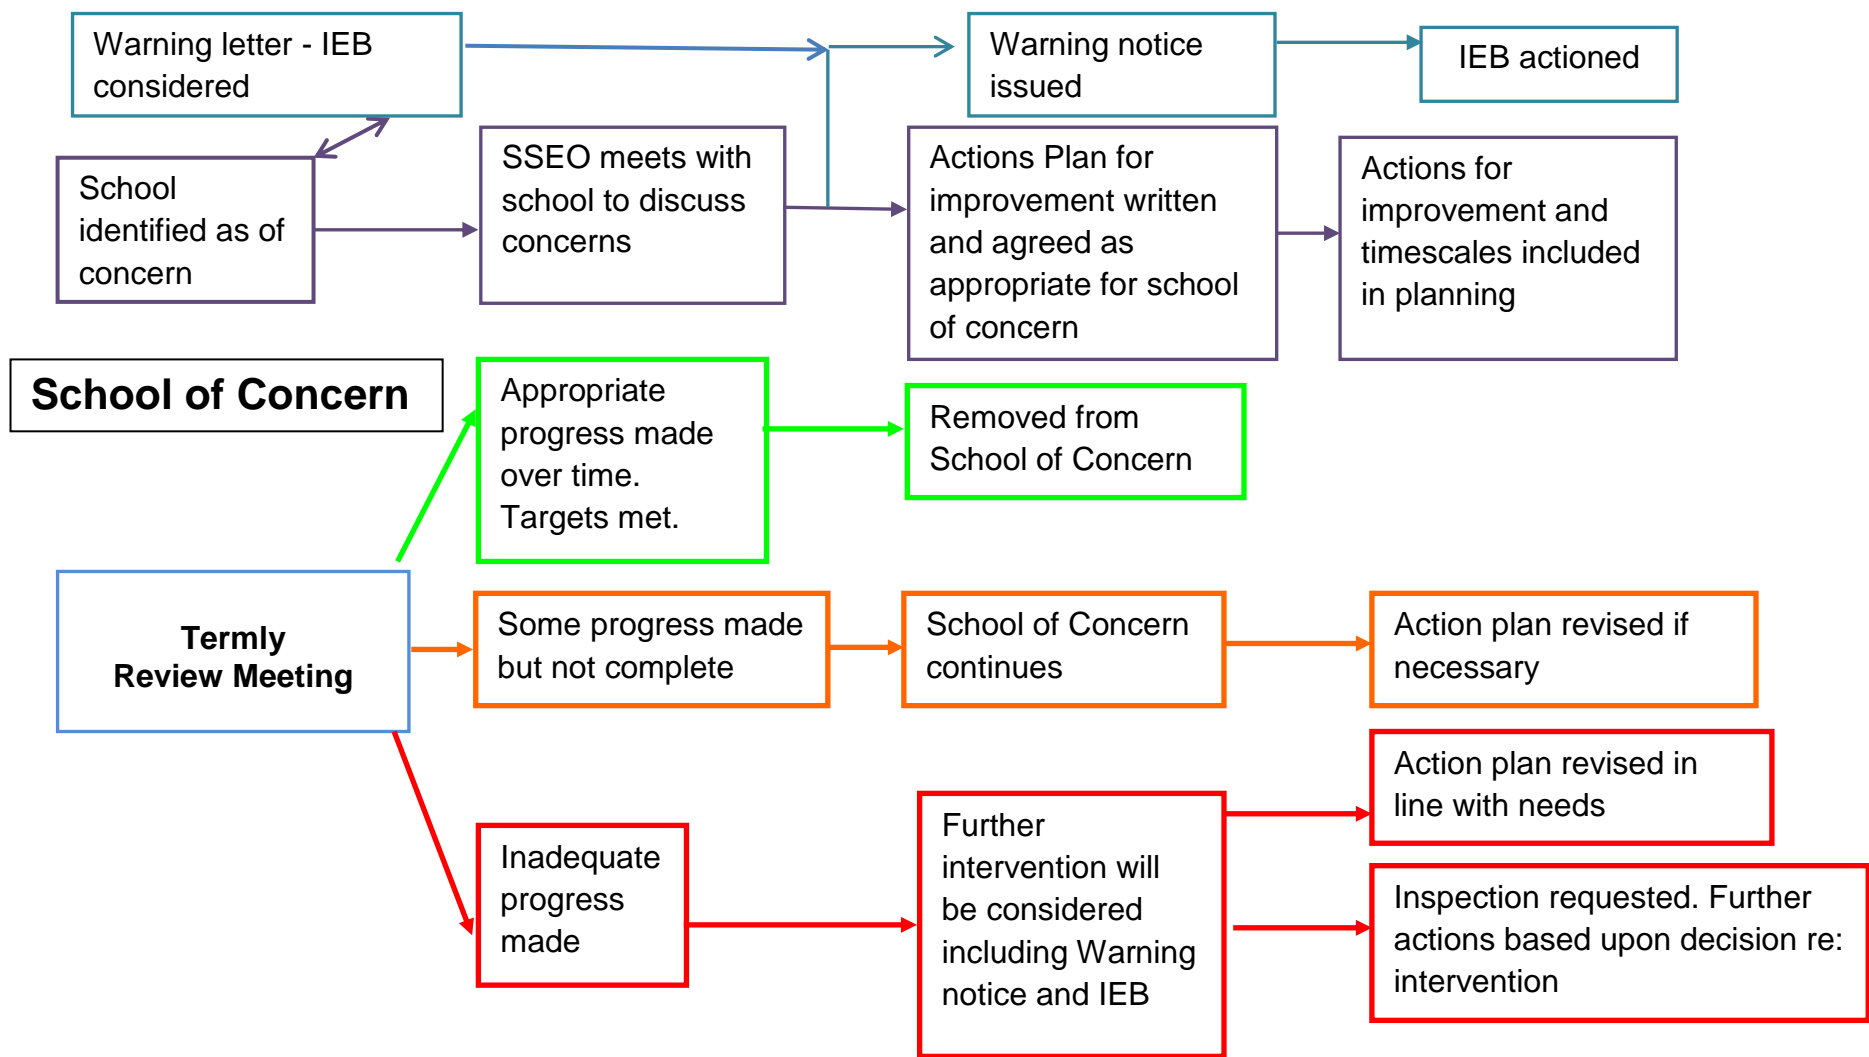 Warning letter - IEB
considered
Warning notice
issued
IEB actioned
School
identified as of
concern
SSEO meets with
school to discuss
concerns
Actions Plan for
improvement written
and agreed as
appropriate for school
of concern
Actions for
improvement and
timescales included
in planning
School of Concern
Appropriate
progress made
over time.
Targets met.
Removed from
School of Concern
Termly
Review Meeting
Some progress made
but not complete
School of Concern
continues
Action plan revised if
necessary
Inadequate
progress
made
Further
intervention will
be considered
including Warning
notice and IEB
Action plan revised in
line with needs
Inspection requested. Further
actions based upon decision re:
intervention